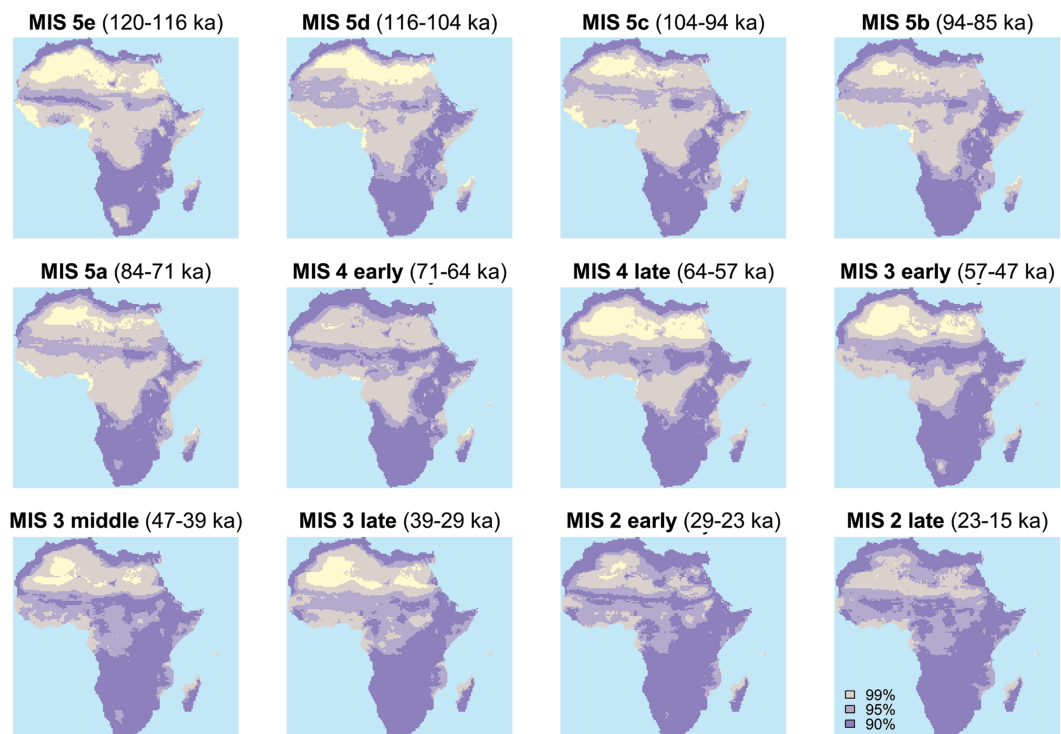 MIS 5e (120-116 ka)
MIS 5d (116-104 ka)
MIS 5c (104-94 ka)
MIS 5b (94-85 ka)
MIS 5a (84-71 ka)
MIS 4 early (71-64 ka)
MIS 4 late (64-57 ka)
MIS 3 early (57-47 ka)
MIS 3 middle (47-39 ka)
MIS 3 late (39-29 ka)
MIS 2 early (29-23 ka)
MIS 2 late (23-15 ka)
99%
95%
90%